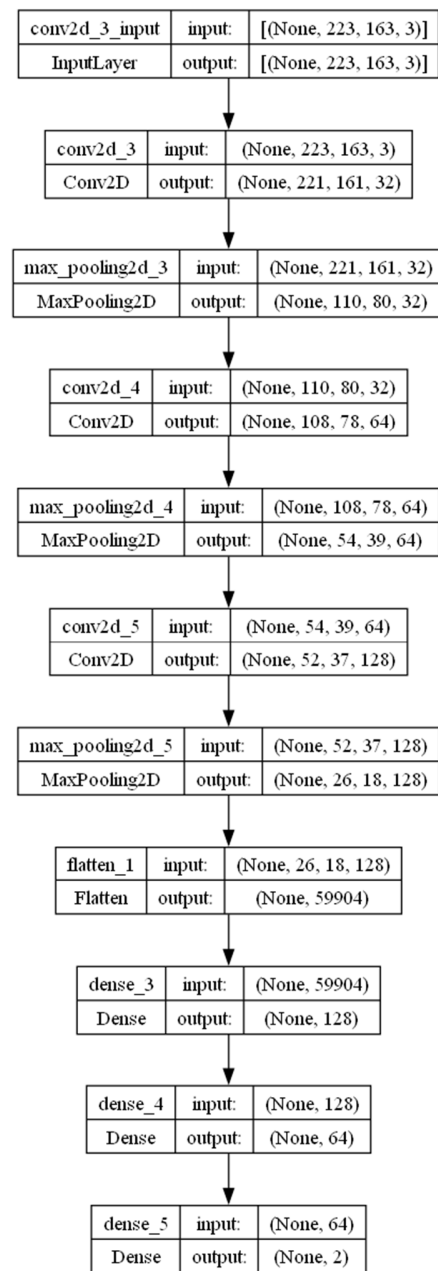 conv2d_3_input input: [(None, 223, 163, 3)]
InputLayer output: [(None, 223, 163, 3)]
conv2d_3 input: (None, 223, 163, 3)
Conv2D output: (None, 221, 161, 32)
max_pooling2d_3 input: (None, 221, 161, 32)
MaxPooling2D output: (None, 110, 80, 32)
conv2d_4 input: (None, 110, 80, 32)
Conv2D output: (None, 108, 78, 64)
max_pooling2d_4 input: (None, 108, 78, 64)
MaxPooling2D output: (None, 54, 39, 64)
conv2d_5 input: (None, 54, 39, 64)
Conv2D output: (None, 52, 37, 128)
max_pooling2d_5 input: (None, 52, 37, 128)
MaxPooling2D output: (None, 26, 18, 128)
flatten_1 input: (None, 26, 18, 128)
Flatten output: (None, 59904)
dense_3 input: (None, 59904)
Dense output: (None, 128)
dense_4 input: (None, 128)
Dense output: (None, 64)
dense_5 input: (None, 64)
Dense output: (None, 2)